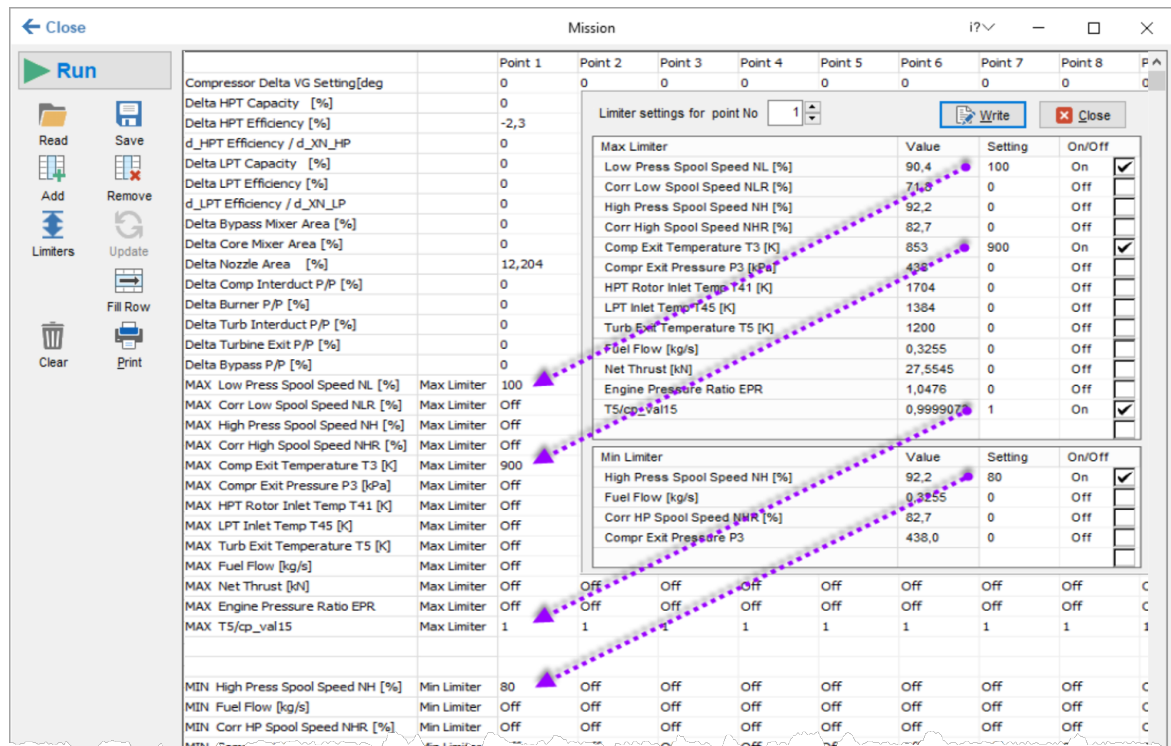 Close Mission i?
Run
Read Save
Add Remove
Limiters Update
Fill Row
Clear Print
Point 1 Point 2 Point 3 Point 4 Point 5 Point 6 Point 7 Point 8
Compressor Delta VG Setting[deg 0 0 0 0 0 0 0 0
Delta HPT Capacity [%] 0
Delta HPT Efficiency [%] -2,3
d_HPT Efficiency / d_XN_HP 0
Delta LPT Capacity [%] 0
Delta LPT Efficiency [%] 0
d_LPT Efficiency / d_XN_LP 0
Delta Bypass Mixer Area [%] 0
Delta Core Mixer Area [%] 0
Delta Nozzle Area [%] 12,204
Delta Comp Interduct P/P [%] 0
Delta Burner P/P [%] 0
Delta Turb Interduct P/P [%] 0
Delta Turbine Exit P/P [%] 0
Delta Bypass P/P [%] 0
MAX Low Press Spool Speed NL [%] Max Limiter 100
MAX Corr Low Spool Speed NLR [%] Max Limiter Off
MAX High Press Spool Speed NH [%] Max Limiter Off
MAX Corr High Spool Speed NHR [%] Max Limiter Off
MAX Comp Exit Temperature T3 [K] Max Limiter 900
MAX Compr Exit Pressure P3 [kPa] Max Limiter Off
MAX HPT Rotor Inlet Temp T41 [K] Max Limiter Off
MAX LPT Inlet Temp T45 [K] Max Limiter Off
MAX Turb Exit Temperature T5 [K] Max Limiter Off
MAX Fuel Flow [kg/s] Max Limiter Off
MAX Net Thrust [kN] Max Limiter Off Off Off Off Off Off Off Off
MAX Engine Pressure Ratio EPR Max Limiter Off Off Off Off Off Off Off Off
MAX T5/cp_val15 Max Limiter 1 1 1 1 1 1 1 1
MIN High Press Spool Speed NH [%] Min Limiter 80 Off Off Off Off Off Off Off
MIN Fuel Flow [kg/s] Min Limiter Off Off Off Off Off Off Off Off
MIN Corr HP Spool Speed NHR [%] Min Limiter Off Off Off Off Off Off Off Off
Limiter settings for point No 1 Write Close
Max Limiter Value Setting On/Off
Low Press Spool Speed NL [%] 90,4 100 On
Corr Low Spool Speed NLR [%] 0 Off
High Press Spool Speed NH [%] 92,2 0 Off
Corr High Spool Speed NHR [%] 82,7 0 Off
Comp Exit Temperature T3 [K] 853 900 On
Compr Exit Pressure P3 [kPa] 438 0 Off
HPT Rotor Inlet Temp T41 [K] 1704 0 Off
LPT Inlet Temp T45 [K] 1384 0 Off
Turb Exit Temperature T5 [K] 1200 0 Off
Fuel Flow [kg/s] 0,3255 0 Off
Net Thrust [kN] 27,5545 0 Off
Engine Pressure Ratio EPR 1,0476 0 Off
T5/cp_val15 1 On
Min Limiter Value Setting On/Off
High Press Spool Speed NH [%] 92,2 80 On
Fuel Flow [kg/s] 0,3255 0 Off
Corr HP Spool Speed NHR [%] 82,7 0 Off
Compr Exit Pressure P3 438,0 0 Off